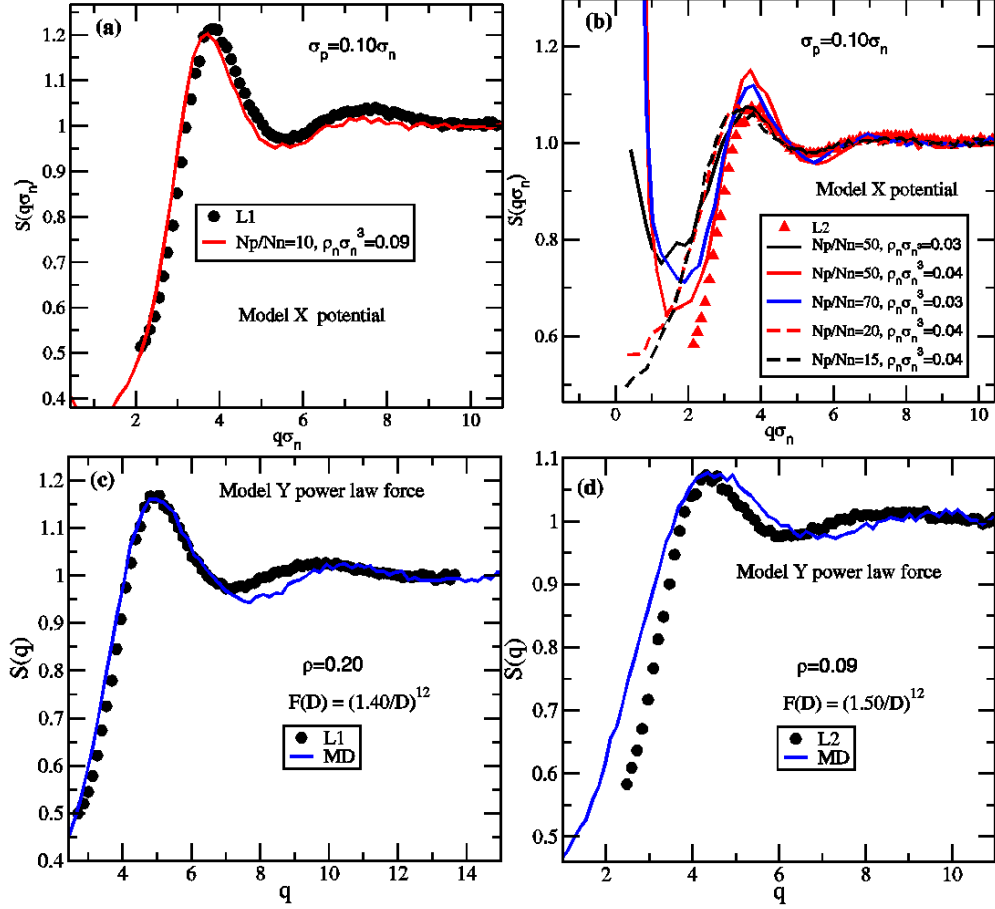 (a)
σp=0.10σn
1.2
1.1
1
0.9
0.8
0.7
0.6
0.5
0.4
S(qσn)
L1
Np/Nn=10, ρnσn³=0.09
Model X potential
2 4 6 8 10
qσn
(b)
σp=0.10σn
1.2
1
0.8
0.6
S(qσn)
Model X potential
L2
Np/Nn=50, ρnσn³=0.03
Np/Nn=50, ρnσn³=0.04
Np/Nn=70, ρnσn³=0.03
Np/Nn=20, ρnσn³=0.04
Np/Nn=15, ρnσn³=0.04
0 2 4 6 8 10
qσn
(c)
Model Y power law force
1.2
1.1
1
0.9
0.8
0.7
0.6
0.5
0.4
S(q)
ρ=0.20
F(D) = (1.40/D)¹²
L1
MD
4 6 8 10 12 14
q
(d)
1.1
1
0.9
0.8
0.7
0.6
0.5
S(q)
Model Y power law force
ρ=0.09
F(D) = (1.50/D)¹²
L2
MD
2 4 6 8 10
q